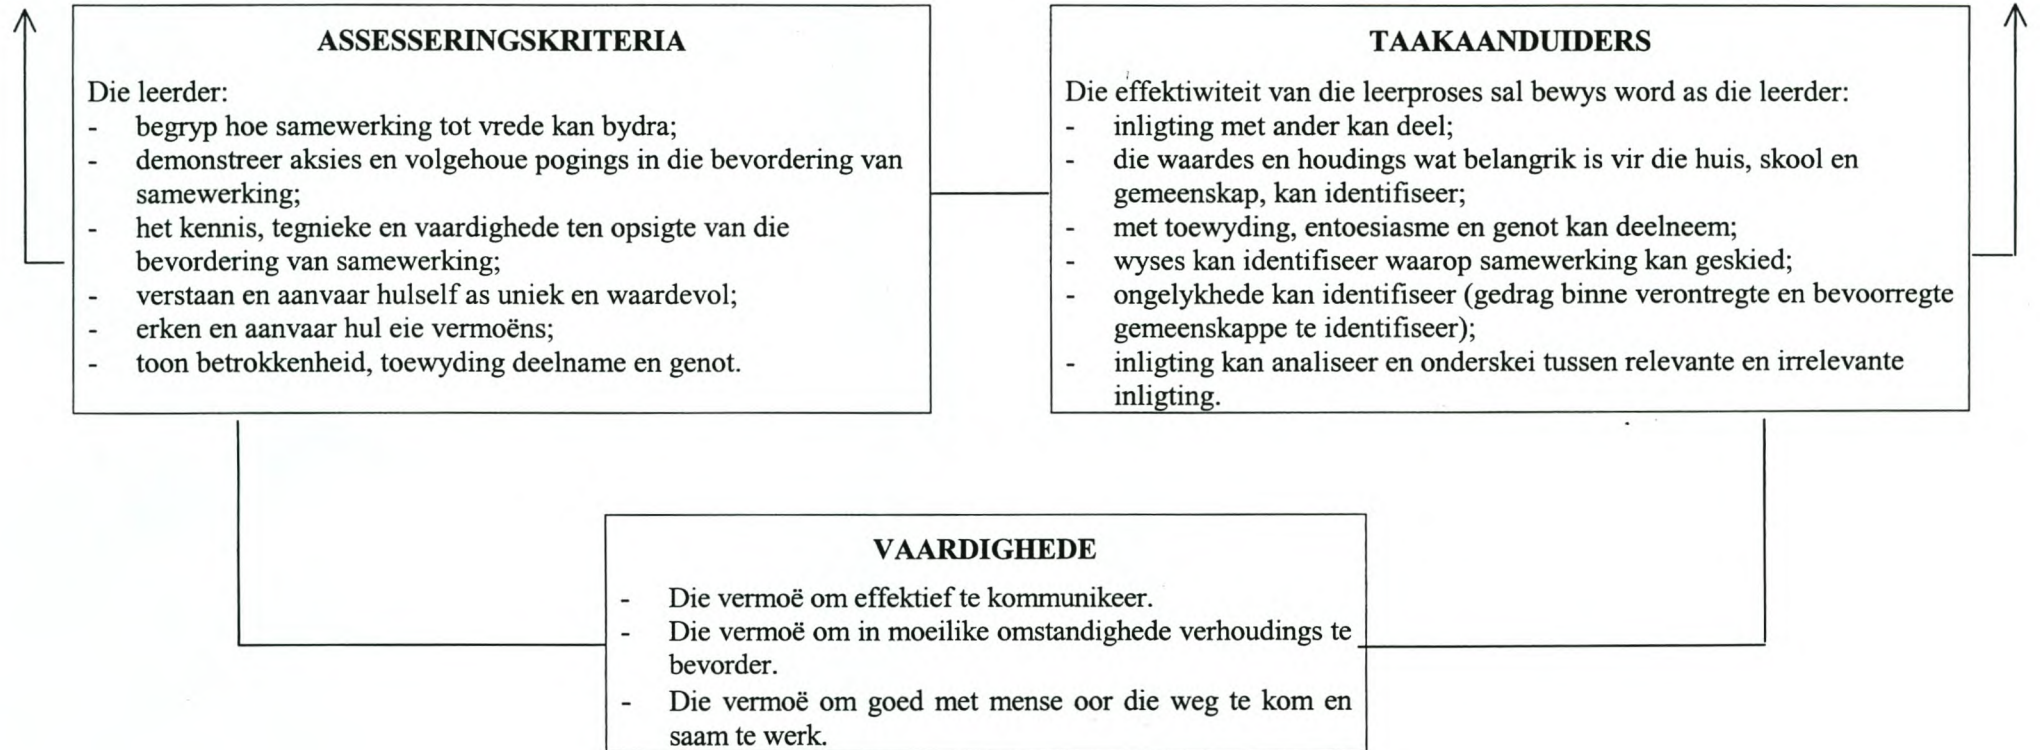 ASSESSERINGSKRITERIA
Die leerder:
- begryp hoe samewerking tot vrede kan bydra;
- demonstreer aksies en volgehoue pogings in die bevordering van
samewerking;
- het kennis, tegnieke en vaardighede ten opsigte van die
bevordering van samewerking;
- verstaan en aanvaar hulself as uniek en waardevol;
- erken en aanvaar hul eie vermoëns;
- toon betrokkenheid, toewyding deelname en genot.
TAAKAANDUIDERS
Die effektiwiteit van die leerproses sal bewys word as die leerder:
- inligting met ander kan deel;
- die waardes en houdings wat belangrik is vir die huis, skool en
gemeenskap, kan identifiseer;
- met toewyding, entoesiasme en genot kan deelneem;
- wyses kan identifiseer waarop samewerking kan geskied;
- ongelykhede kan identifiseer (gedrag binne verontregte en bevoorregte
gemeenskappe te identifiseer);
- inligting kan analiseer en onderskei tussen relevante en irrelevante
inligting.
VAARDIGHEDE
- Die vermoë om effektief te kommunikeer.
- Die vermoë om in moeilike omstandighede verhoudings te
bevorder.
- Die vermoë om goed met mense oor die weg te kom en
saam te werk.